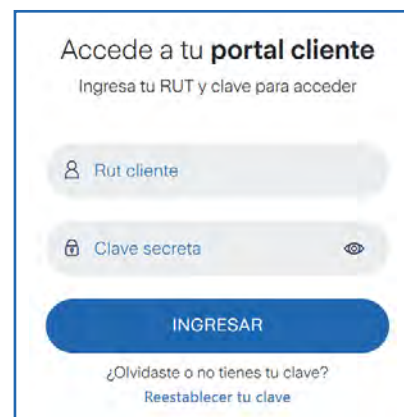 Accede a tu portal cliente
Ingresa tu RUT y clave para acceder
Rut cliente
Clave secreta
INGRESAR
¿Olvidaste o no tienes tu clave?
Reestablecer tu clave